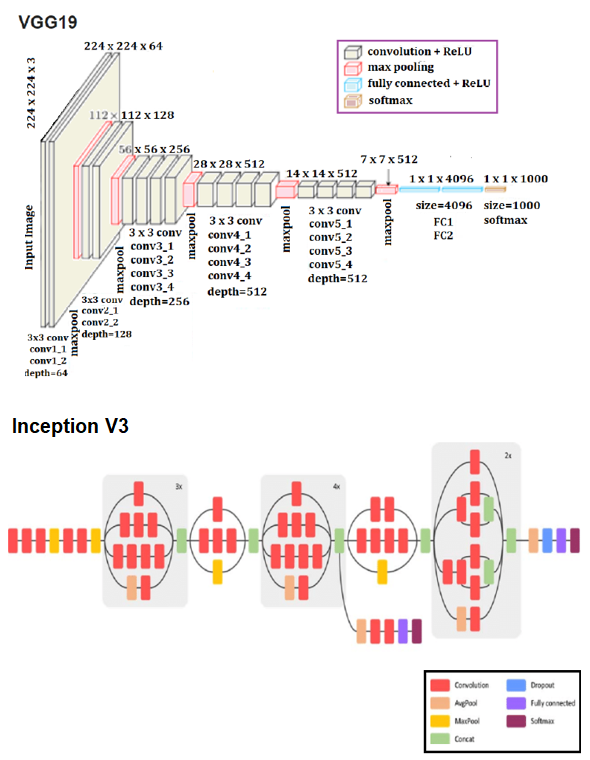 VGG19
224 x 224 x 64
224 x 224 x 3
112 x 112 x 128
56 x 56 x 256
28 x 28 x 512
14 x 14 x 512
7 x 7 x 512
1 x 1 x 4096
1 x 1 x 1000
convolution + ReLU
max pooling
fully connected + ReLU
softmax
Input image
3x3 conv
conv1_1
conv1_2
depth=64
maxpool
3x3 conv
conv2_1
conv2_2
depth=128
maxpool
3 x 3 conv
conv3_1
conv3_2
conv3_3
conv3_4
depth=256
maxpool
3 x 3 conv
conv4_1
conv4_2
conv4_3
conv4_4
depth=512
maxpool
3 x 3 conv
conv5_1
conv5_2
conv5_3
conv5_4
depth=512
maxpool
size=4096
FC1
FC2
size=1000
softmax
Inception V3
3x
4x
2x
Convolution
AvgPool
MaxPool
Concat
Dropout
Fully connected
Softmax